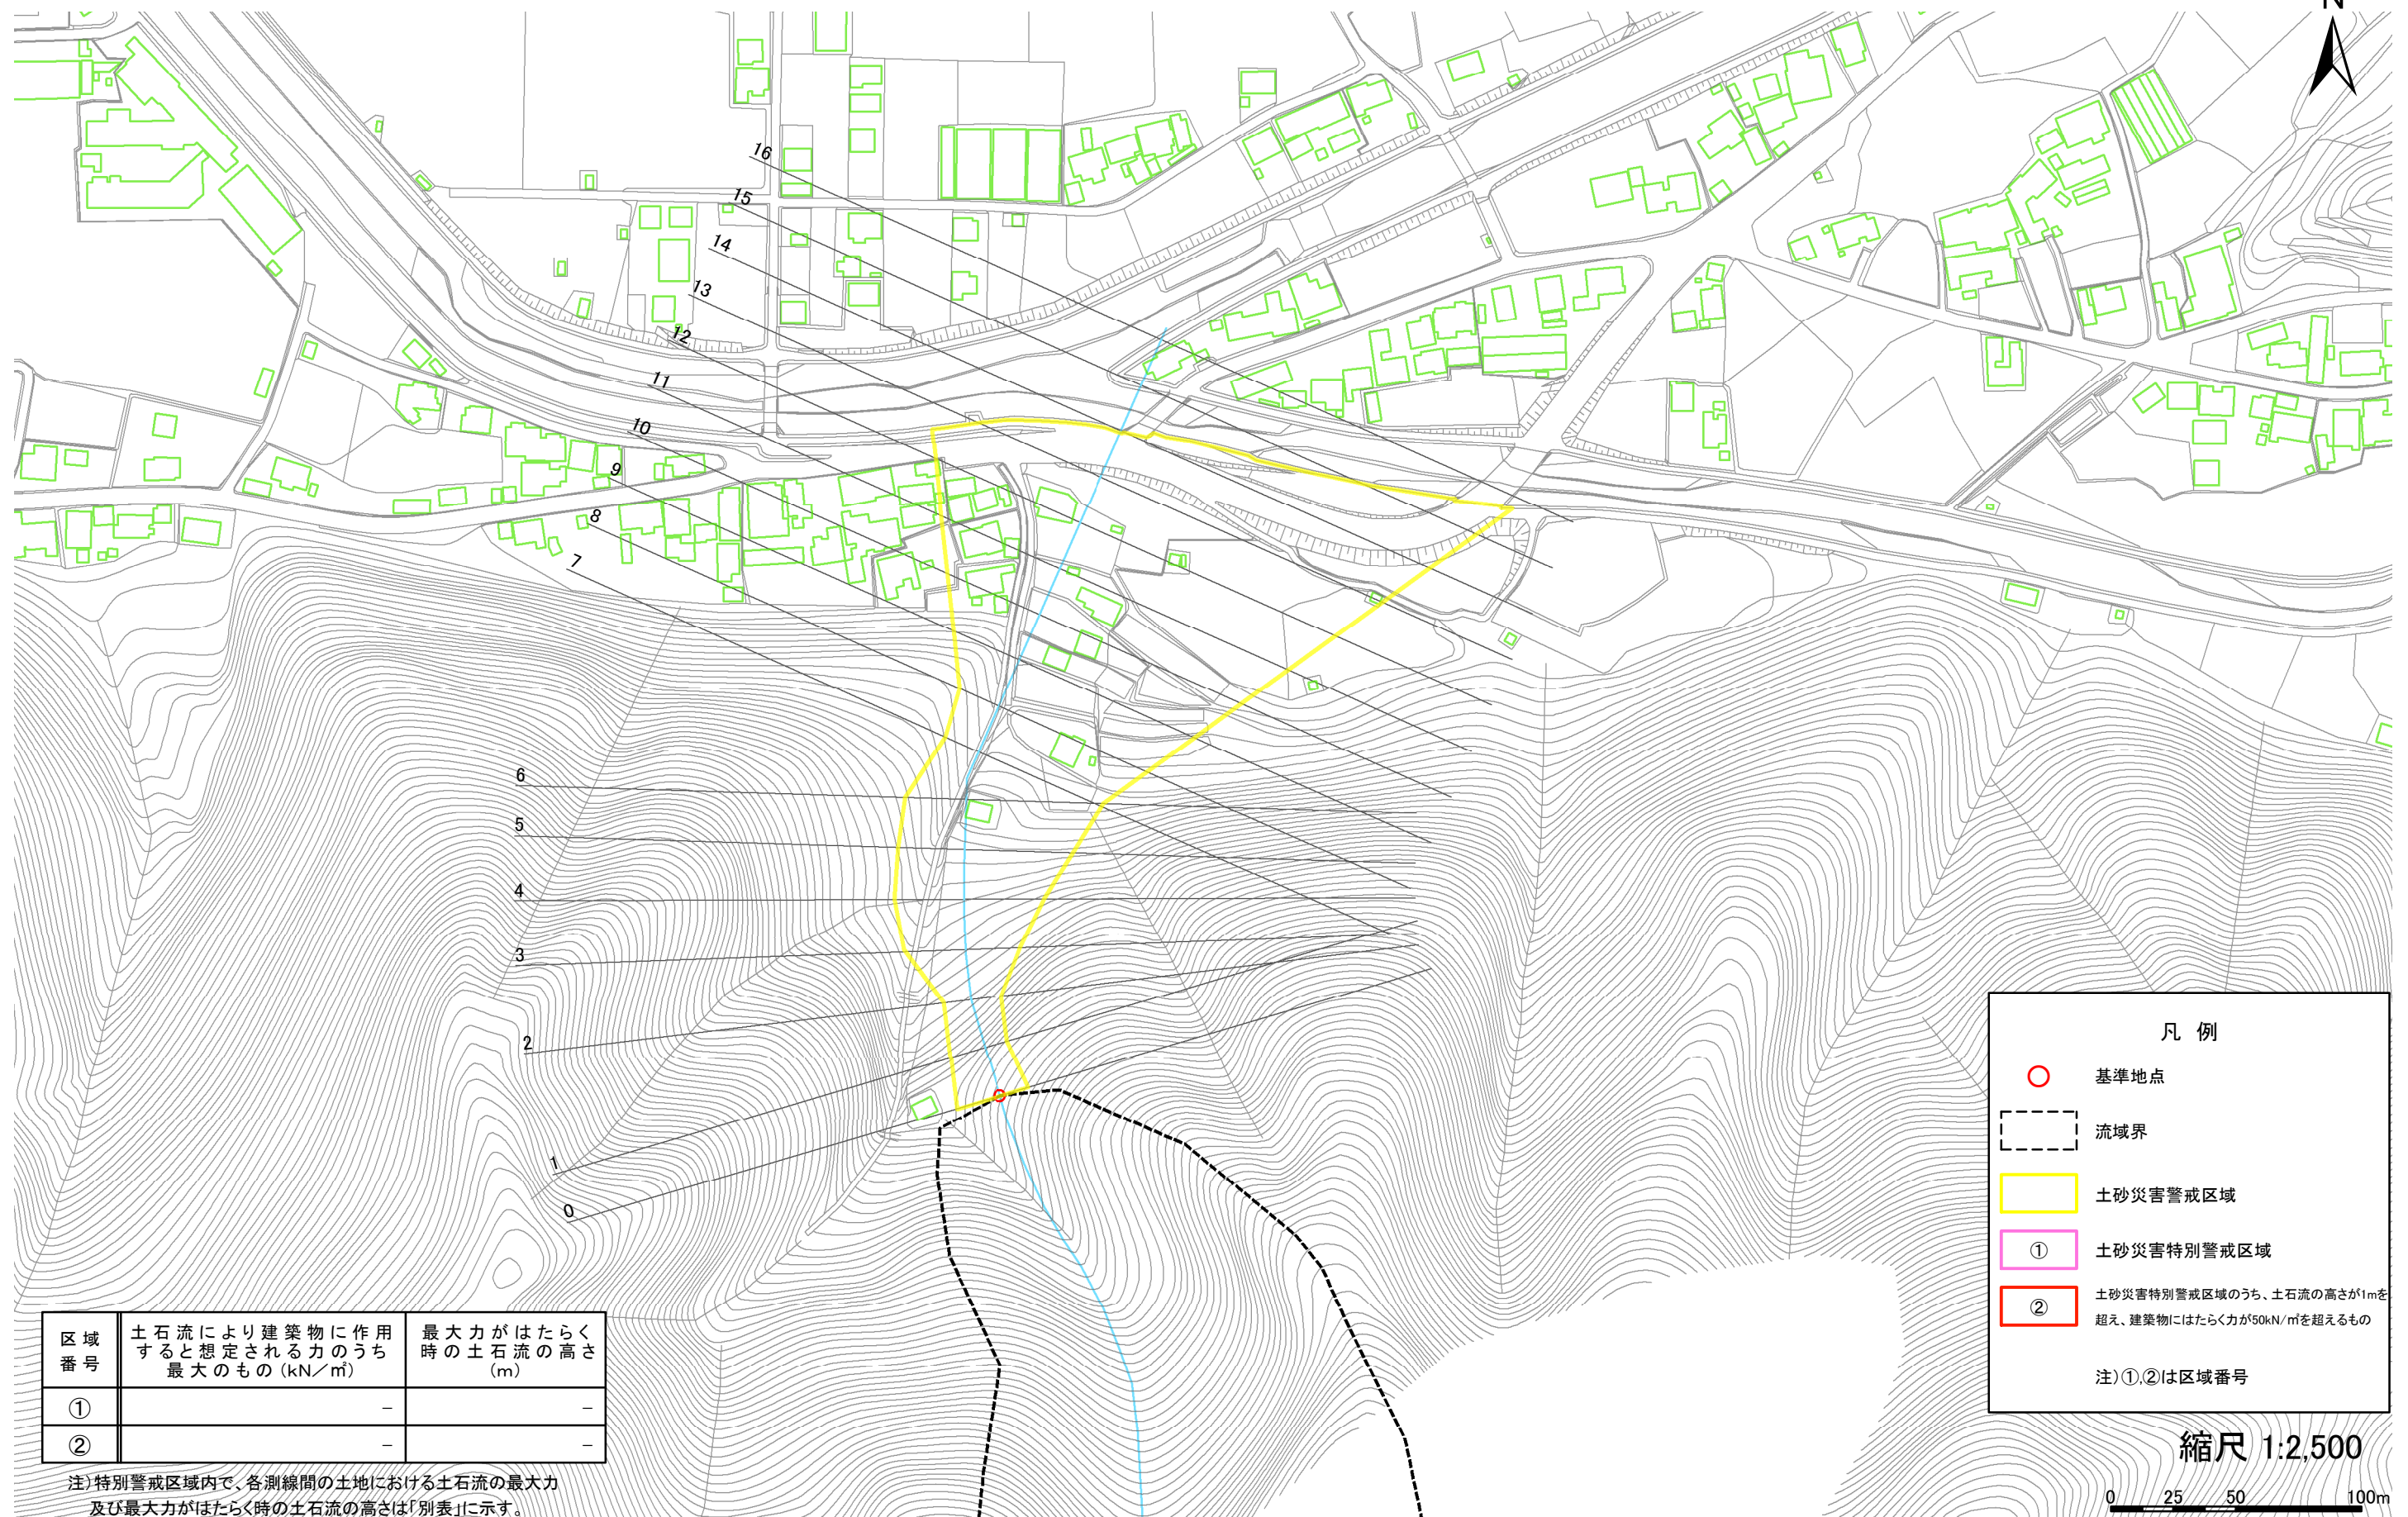 N
16
15
14
13
12
11
10
9
8
7
6
5
4
3
2
1
0
凡 例
基準地点
流域界
土砂災害警戒区域
① 土砂災害特別警戒区域
② 土砂災害特別警戒区域のうち、土石流の高さが1mを
超え、建築物にはたらく力が50kN/㎡を超えるもの
注)①,②は区域番号
区域
番号
土石流により建築物に作用
すると想定される力のうち
最大のもの(kN/㎡)
最大力がはたらく
時の土石流の高さ
(m)
① － －
② － －
注)特別警戒区域内で、各測線間の土地における土石流の最大力
及び最大力がはたらく時の土石流の高さは「別表」に示す。
縮尺 1:2,500
0 25 50 100m